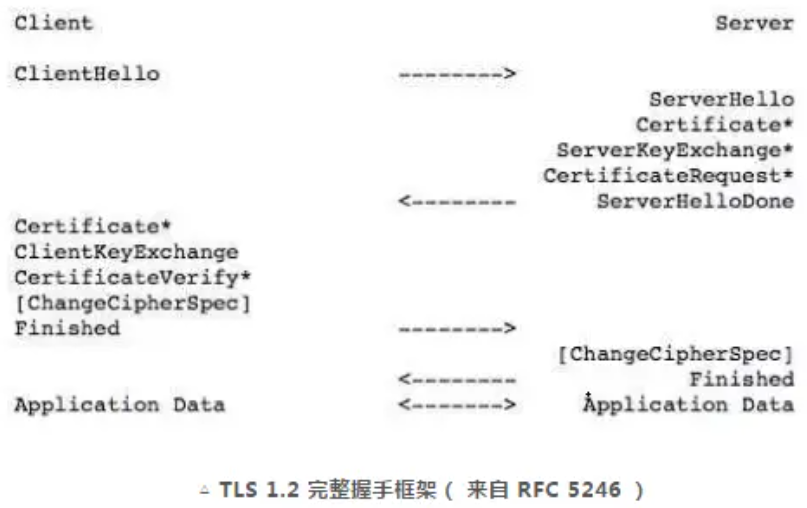 Client Server
ClientHello -------->
ServerHello
Certificate*
ServerKeyExchange*
CertificateRequest*
<-------- ServerHelloDone
Certificate*
ClientKeyExchange
CertificateVerify*
[ChangeCipherSpec]
Finished -------->
[ChangeCipherSpec]
<-------- Finished
Application Data <-------> Application Data
△ TLS 1.2 完整握手框架( 来自 RFC 5246 )